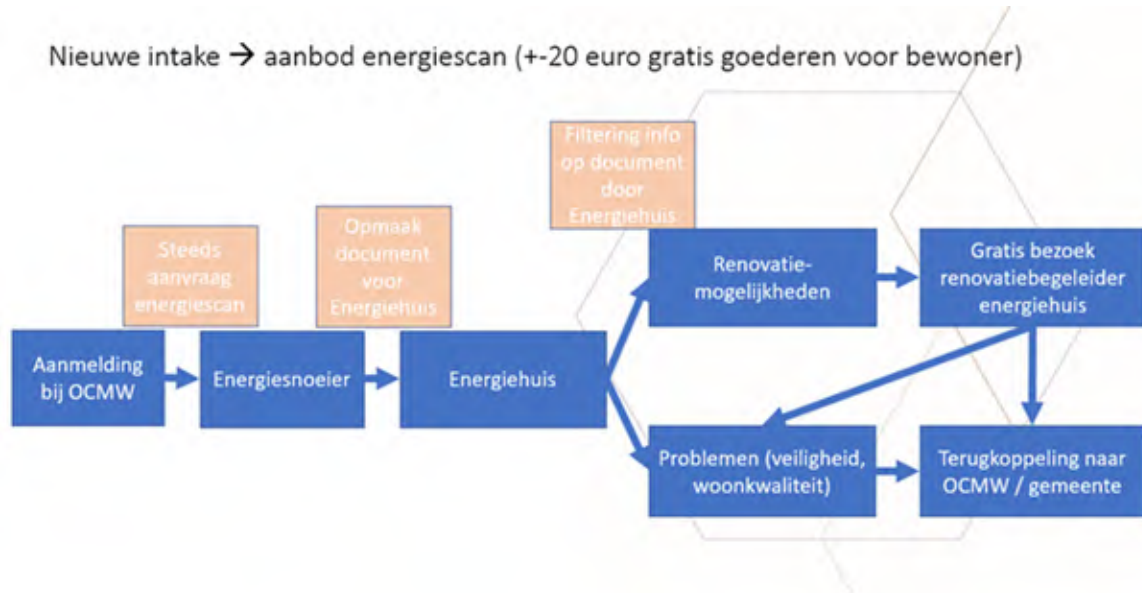 Nieuwe intake → aanbod energiescan (+-20 euro gratis goederen voor bewoner)
Filtering info
op document
door
Energiehuis
Steeds
aanvraag
energiescan
Opmaak
document
voor
Energiehuis
Renovatie-
mogelijkheden
Gratis bezoek
renovatiebegeleider
energiehuis
Aanmelding
bij OCMW
Energiesnoeier
Energiehuis
Problemen (veiligheid,
woonkwaliteit)
Terugkoppeling naar
OCMW / gemeente